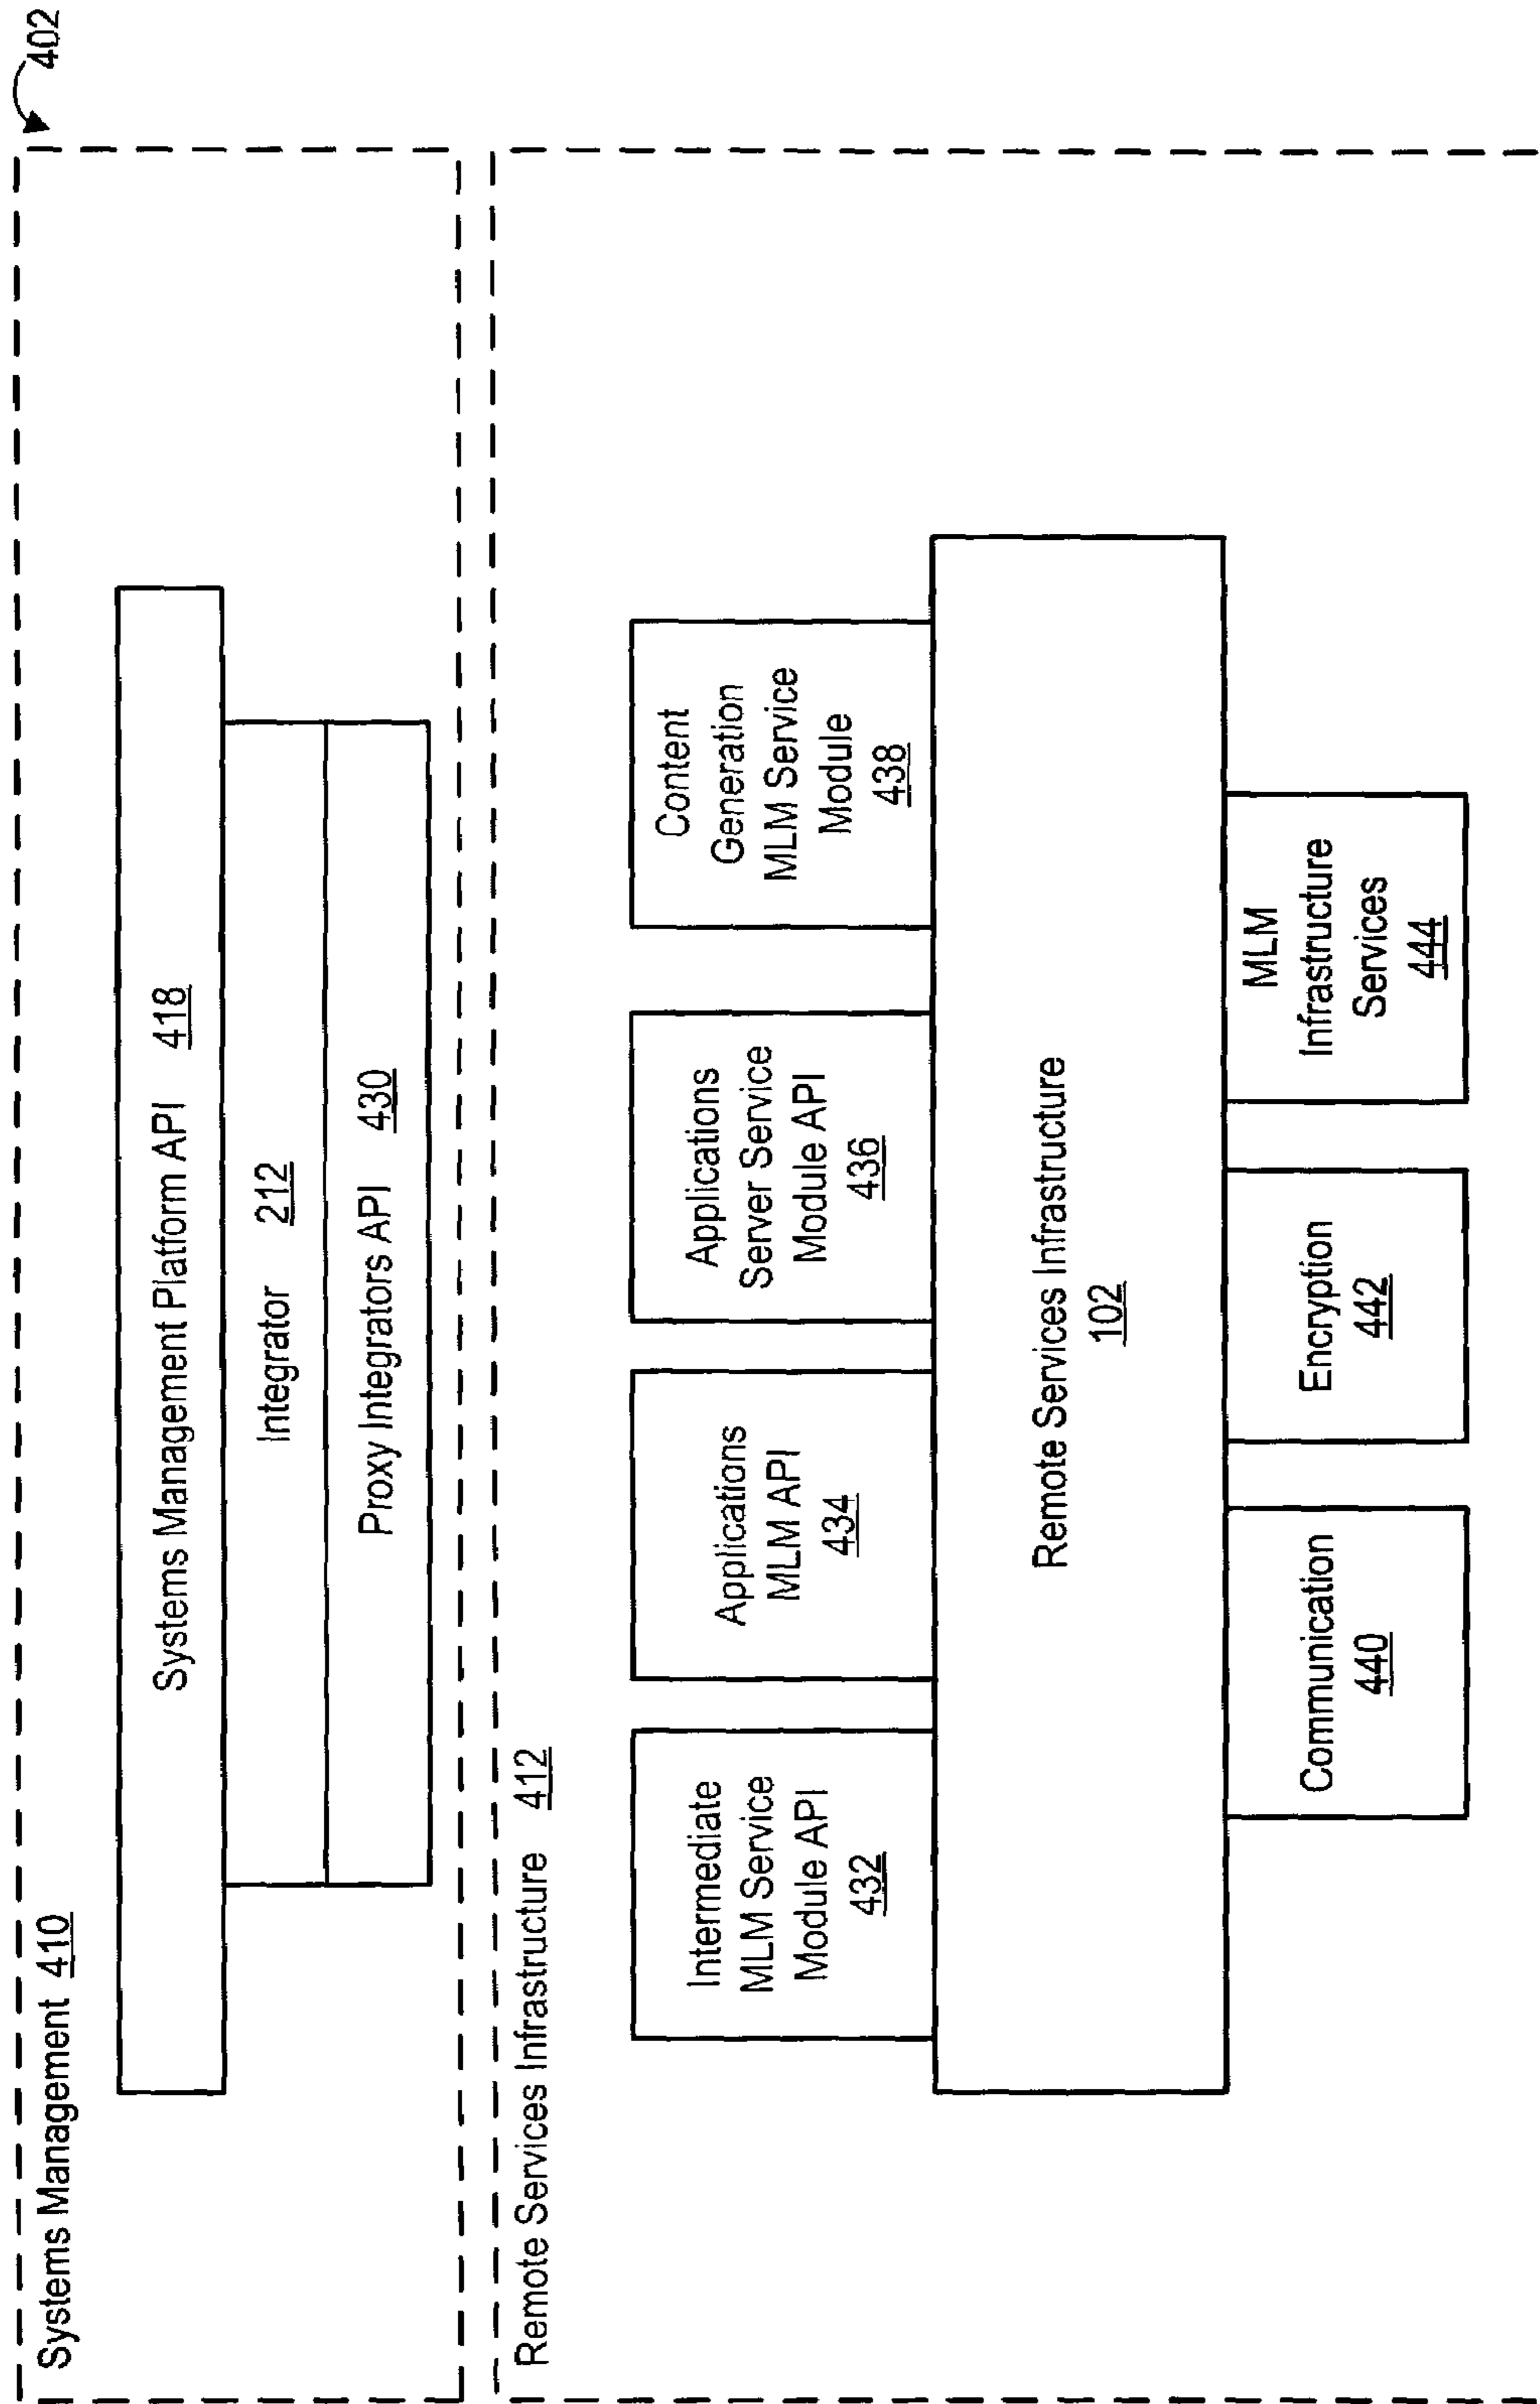 402
Systems Management 410
Systems Management Platform API 418
Integrator 212
Proxy Integrators API 430
Remote Services Infrastructure 412
Intermediate
MLM Service
Module API
432
Applications
MLM API
434
Applications
Server Service
Module API
436
Content
Generation
MLM Service
Module
438
Remote Services Infrastructure
102
Communication
440
Encryption
442
MLM
Infrastructure
Services
444